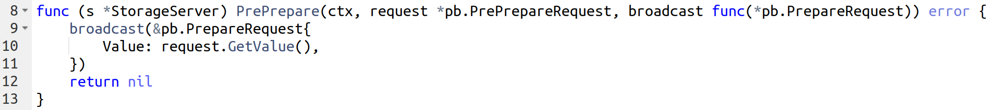 8 func (s *StorageServer) PrePrepare(ctx, request *pb.PrePrepareRequest, broadcast func(*pb.PrepareRequest)) error {
9     broadcast(&pb.PrepareRequest{
10         Value: request.GetValue(),
11     })
12     return nil
13 }